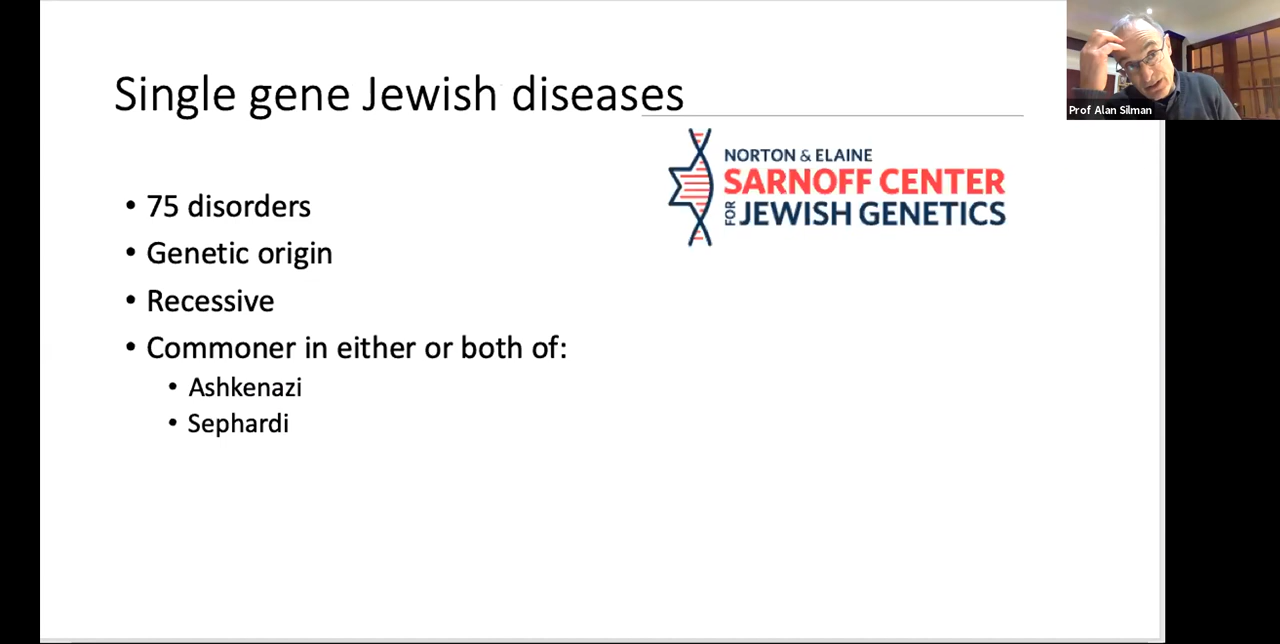 Single gene Jewish diseases
Prof Alan Silman
NORTON & ELAINE
SARNOFF CENTER
FOR JEWISH GENETICS
• 75 disorders
• Genetic origin
• Recessive
• Commoner in either or both of:
• Ashkenazi
• Sephardi